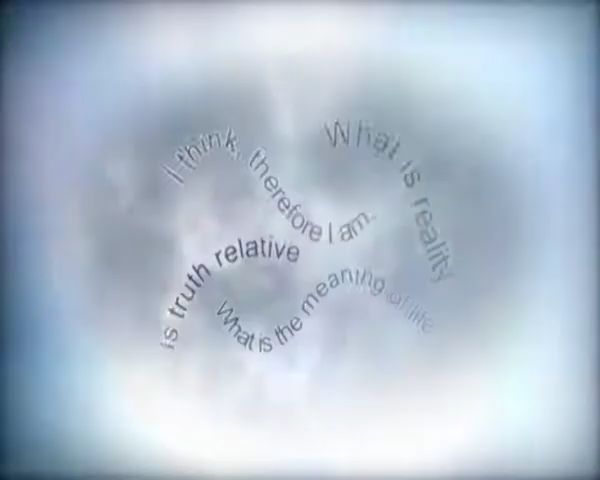 I think, therefore I am.
What is reality
is truth relative
What is the meaning of life